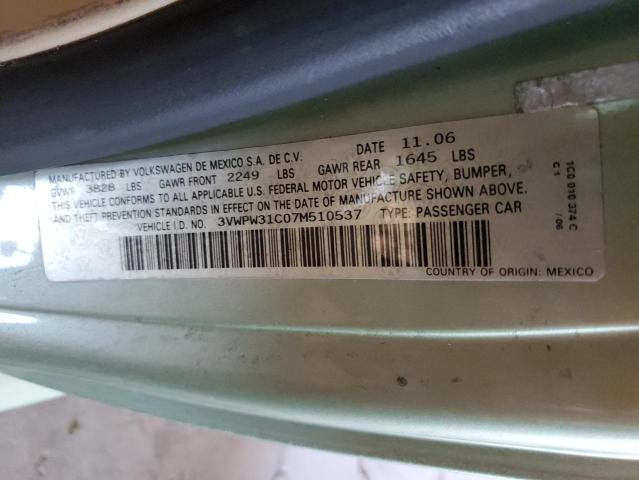 MANUFACTURED BY VOLKSWAGEN DE MEXICO S.A. DE C.V. DATE 11.06
GVWR 3828 LBS GAWR FRONT 2249 LBS GAWR REAR 1645 LBS
THIS VEHICLE CONFORMS TO ALL APPLICABLE U.S. FEDERAL MOTOR VEHICLE SAFETY, BUMPER,
AND THEFT PREVENTION STANDARDS IN EFFECT ON THE DATE OF MANUFACTURE SHOWN ABOVE.
VEHICLE I.D. NO. 3VWPW31C07M510537 TYPE: PASSENGER CAR
COUNTRY OF ORIGIN: MEXICO
1C0 010 374 C
C1 / 06